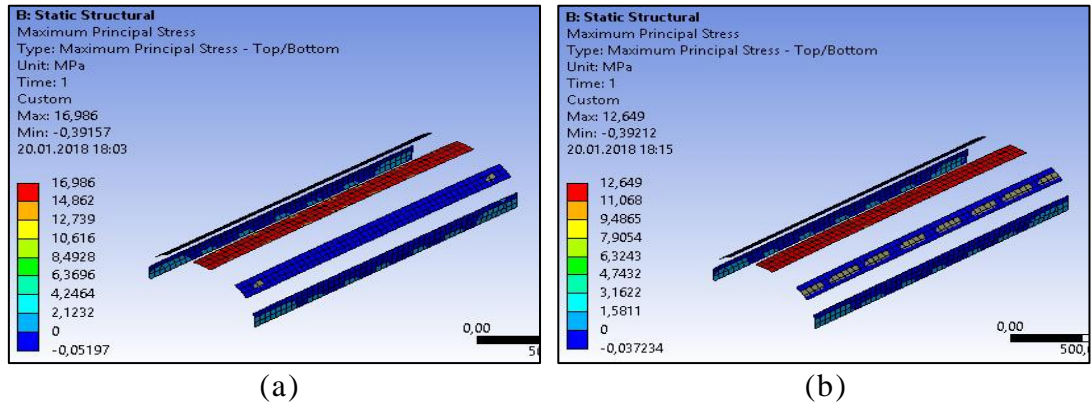 B: Static Structural
Maximum Principal Stress
Type: Maximum Principal Stress - Top/Bottom
Unit: MPa
Time: 1
Custom
Max: 16,986
Min: -0,39157
20.01.2018 18:03
16,986
14,862
12,739
10,616
8,4928
6,3696
4,2464
2,1232
0
-0,05197
0,00
(a)
B: Static Structural
Maximum Principal Stress
Type: Maximum Principal Stress - Top/Bottom
Unit: MPa
Time: 1
Custom
Max: 12,649
Min: -0,39212
20.01.2018 18:15
12,649
11,068
9,4865
7,9054
6,3243
4,7432
3,1622
1,5811
0
-0,037234
0,00
500,
(b)